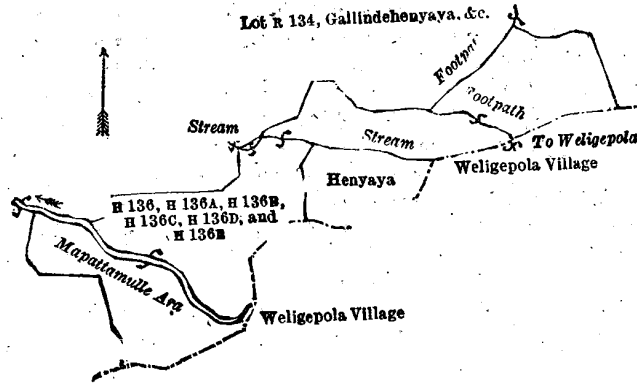 Lot R 134, Gallindehenyaya, &c.
Footpath
Footpath
Stream
Stream
To Weligepola
Weligepola Village
Henyaya
H 136, H 136A, H 136B,
H 136C, H 136D, and
H 136E
Mapattamulle Ara
Weligepola Village